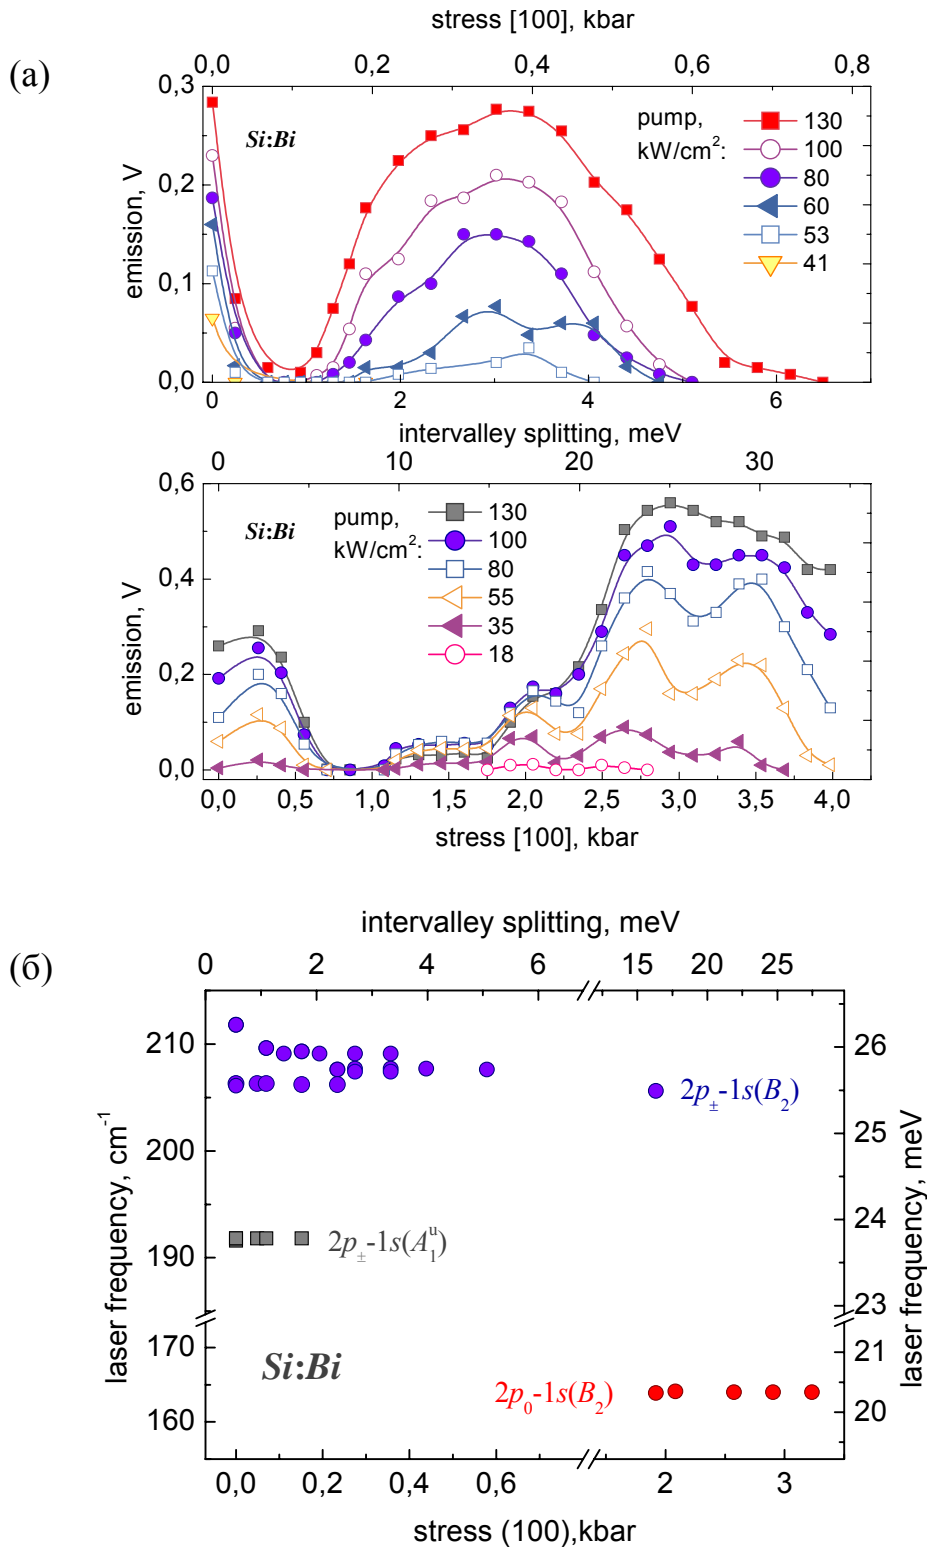 (а)
stress [100], kbar
0,0 0,2 0,4 0,6 0,8
0,3
0,2
0,1
0,0
emission, V
Si:Bi
pump,
kW/cm²:
130
100
80
60
53
41
0 2 4 6
intervalley splitting, meV
0 10 20 30
0,6
0,4
0,2
0,0
emission, V
Si:Bi
pump,
kW/cm²:
130
100
80
55
35
18
0,0 0,5 1,0 1,5 2,0 2,5 3,0 3,5 4,0
stress [100], kbar
(б)
intervalley splitting, meV
0 2 4 6 15 20 25
210
200
190
170
160
laser frequency, cm⁻¹
26
25
24
23
21
20
laser frequency, meV
2p±-1s(B₂)
2p±-1s(A₁ᵘ)
Si:Bi
2p₀-1s(B₂)
0,0 0,2 0,4 0,6 2 3
stress (100),kbar